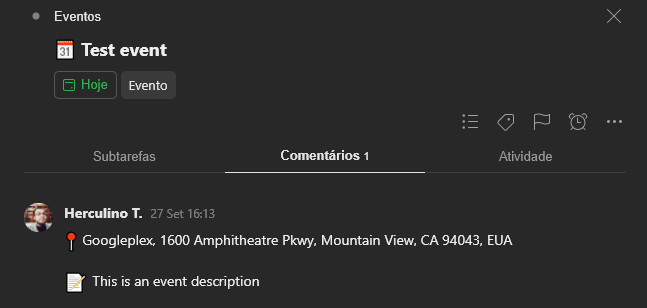 Eventos
Test event
Hoje Evento
Subtarefas Comentários 1 Atividade
Herculino T. 27 Set 16:13
Googleplex, 1600 Amphitheatre Pkwy, Mountain View, CA 94043, EUA
This is an event description